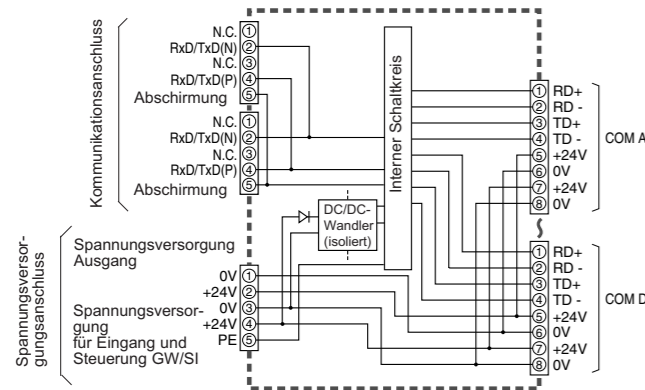 Kommunikationsanschluss
N.C. ①
RxD/TxD(N) ②
N.C. ③
RxD/TxD(P) ④
Abschirmung ⑤
N.C. ①
RxD/TxD(N) ②
N.C. ③
RxD/TxD(P) ④
Abschirmung ⑤
Spannungsversor-
gungsanschluss
Spannungsversorgung
Ausgang
Spannungsversor-
gung
für Eingang und
Steuerung GW/SI
0V ①
+24V ②
0V ③
+24V ④
PE ⑤
DC/DC-
Wandler
(isoliert)
Interner Schaltkreis
① RD+
② RD -
③ TD+
④ TD -
⑤ +24V
⑥ 0V
⑦ +24V
⑧ 0V
COM A
① RD+
② RD -
③ TD+
④ TD -
⑤ +24V
⑥ 0V
⑦ +24V
⑧ 0V
COM D